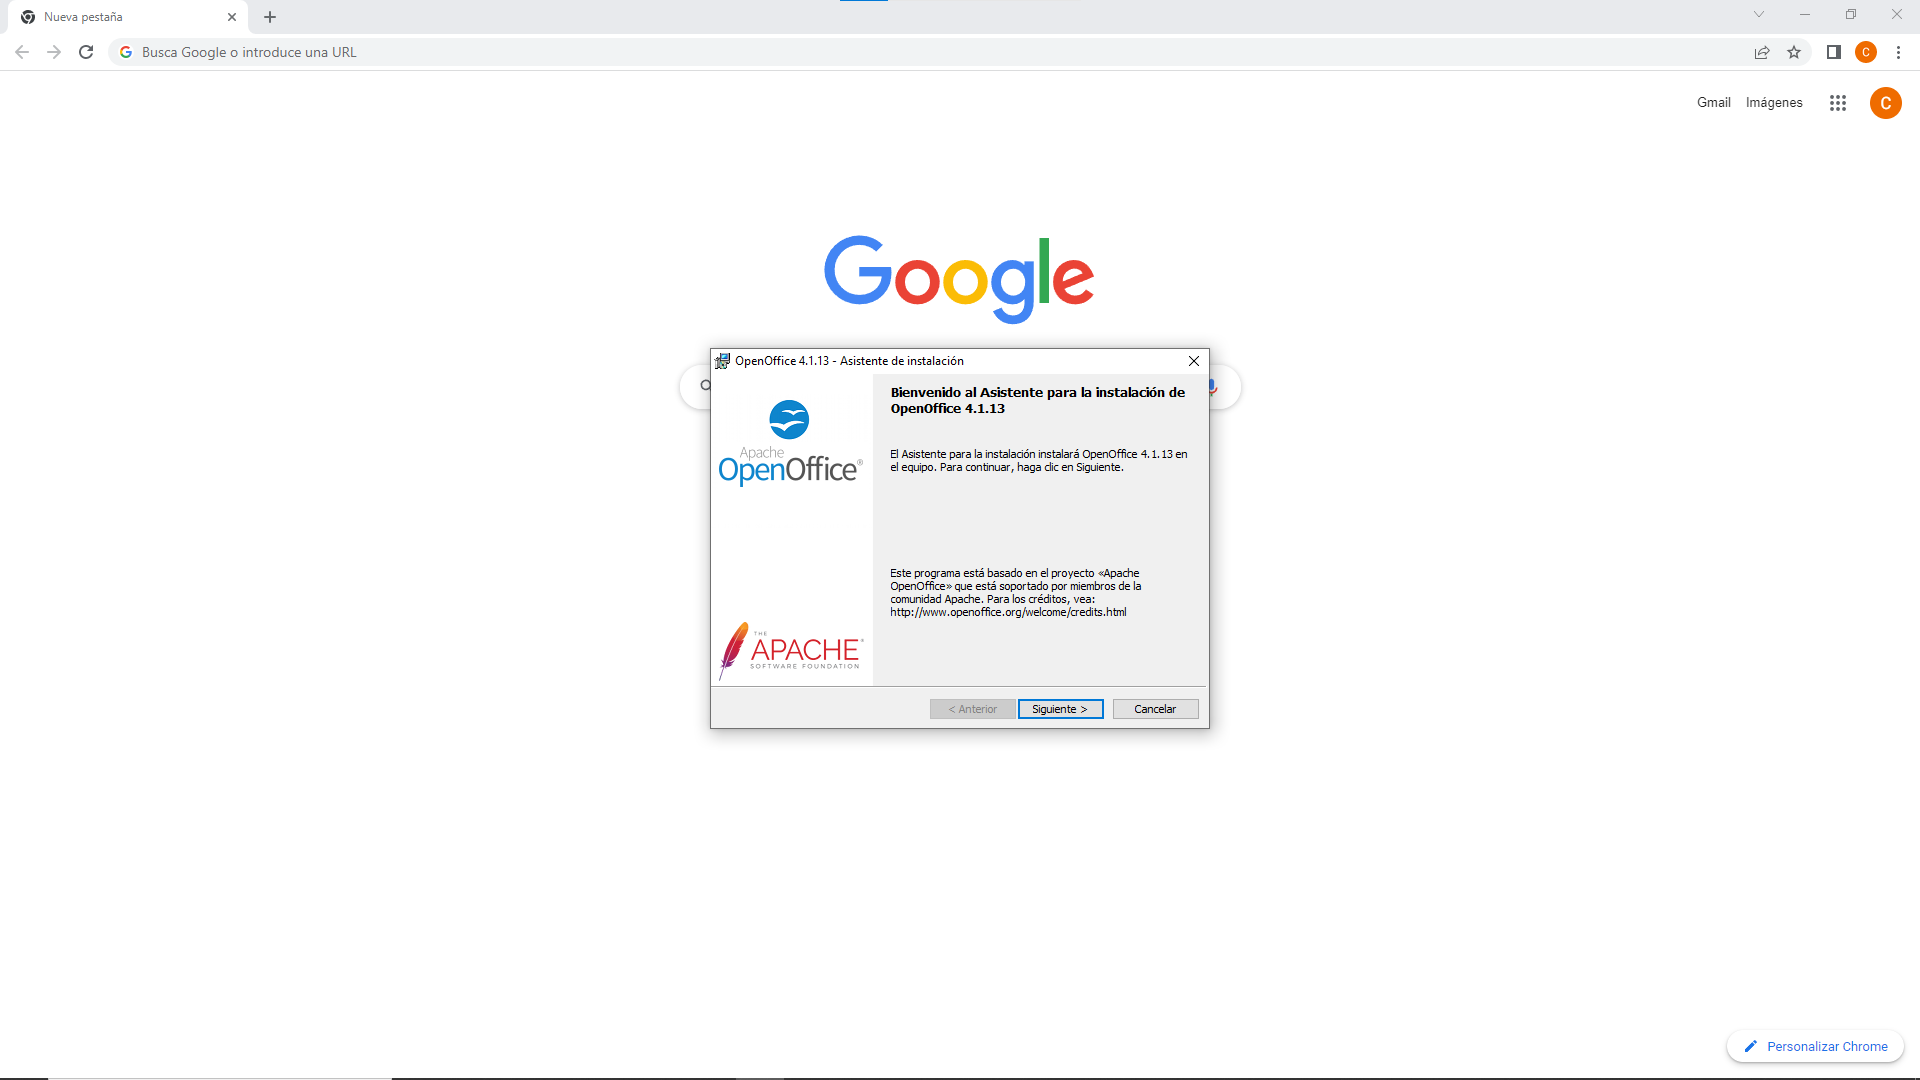 Nueva pestaña
Busca Google o introduce una URL
C
Gmail
Imágenes
C
Google
OpenOffice 4.1.13 - Asistente de instalación
Apache
OpenOffice®
Bienvenido al Asistente para la instalación de
OpenOffice 4.1.13
El Asistente para la instalación instalará OpenOffice 4.1.13 en
el equipo. Para continuar, haga clic en Siguiente.
Este programa está basado en el proyecto «Apache
OpenOffice» que está soportado por miembros de la
comunidad Apache. Para los créditos, vea:
http://www.openoffice.org/welcome/credits.html
THE
APACHE
SOFTWARE FOUNDATION
< Anterior
Siguiente >
Cancelar
Personalizar Chrome